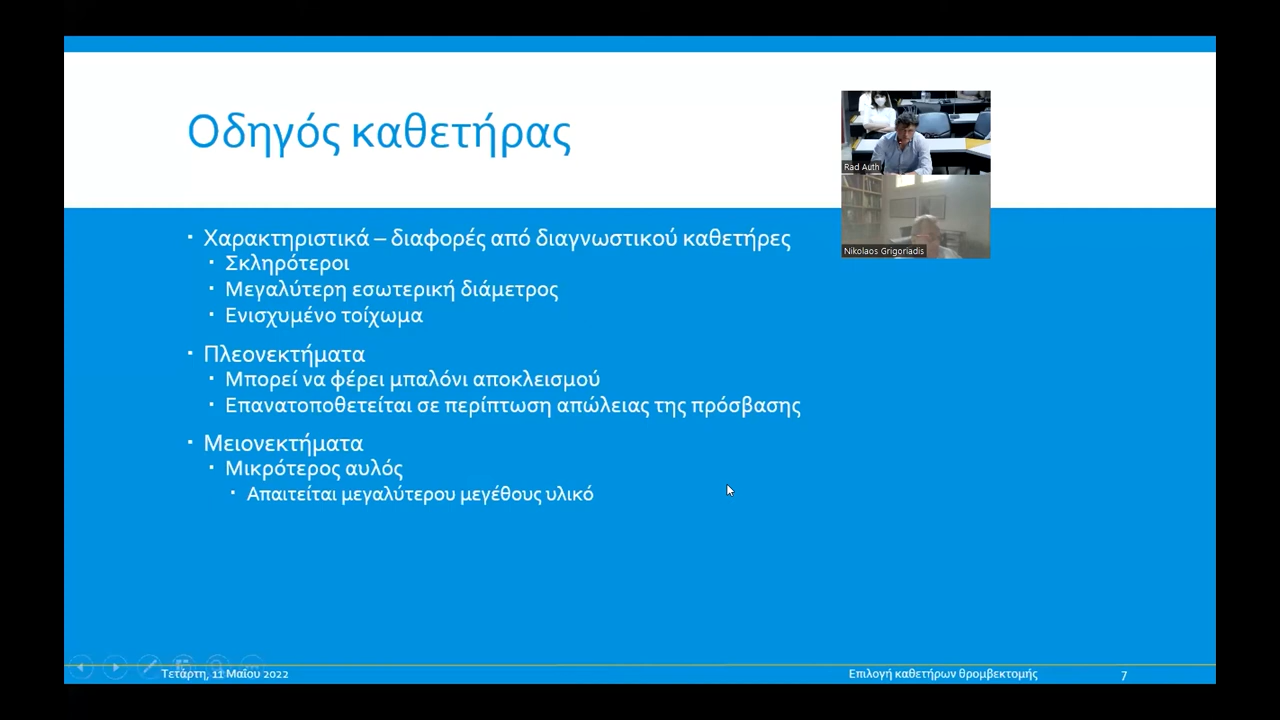 Οδηγός καθετήρας
Rad Auth
Nikolaos Grigoriadis
▪ Χαρακτηριστικά – διαφορές από διαγνωστικού καθετήρες
▪ Σκληρότεροι
▪ Μεγαλύτερη εσωτερική διάμετρος
▪ Ενισχυμένο τοίχωμα
▪ Πλεονεκτήματα
▪ Μπορεί να φέρει μπαλόνι αποκλεισμού
▪ Επανατοποθετείται σε περίπτωση απώλειας της πρόσβασης
▪ Μειονεκτήματα
▪ Μικρότερος αυλός
▪ Απαιτείται μεγαλύτερου μεγέθους υλικό
Τετάρτη, 11 Μαΐου 2022
Επιλογή καθετήρων θρομβεκτομής
7